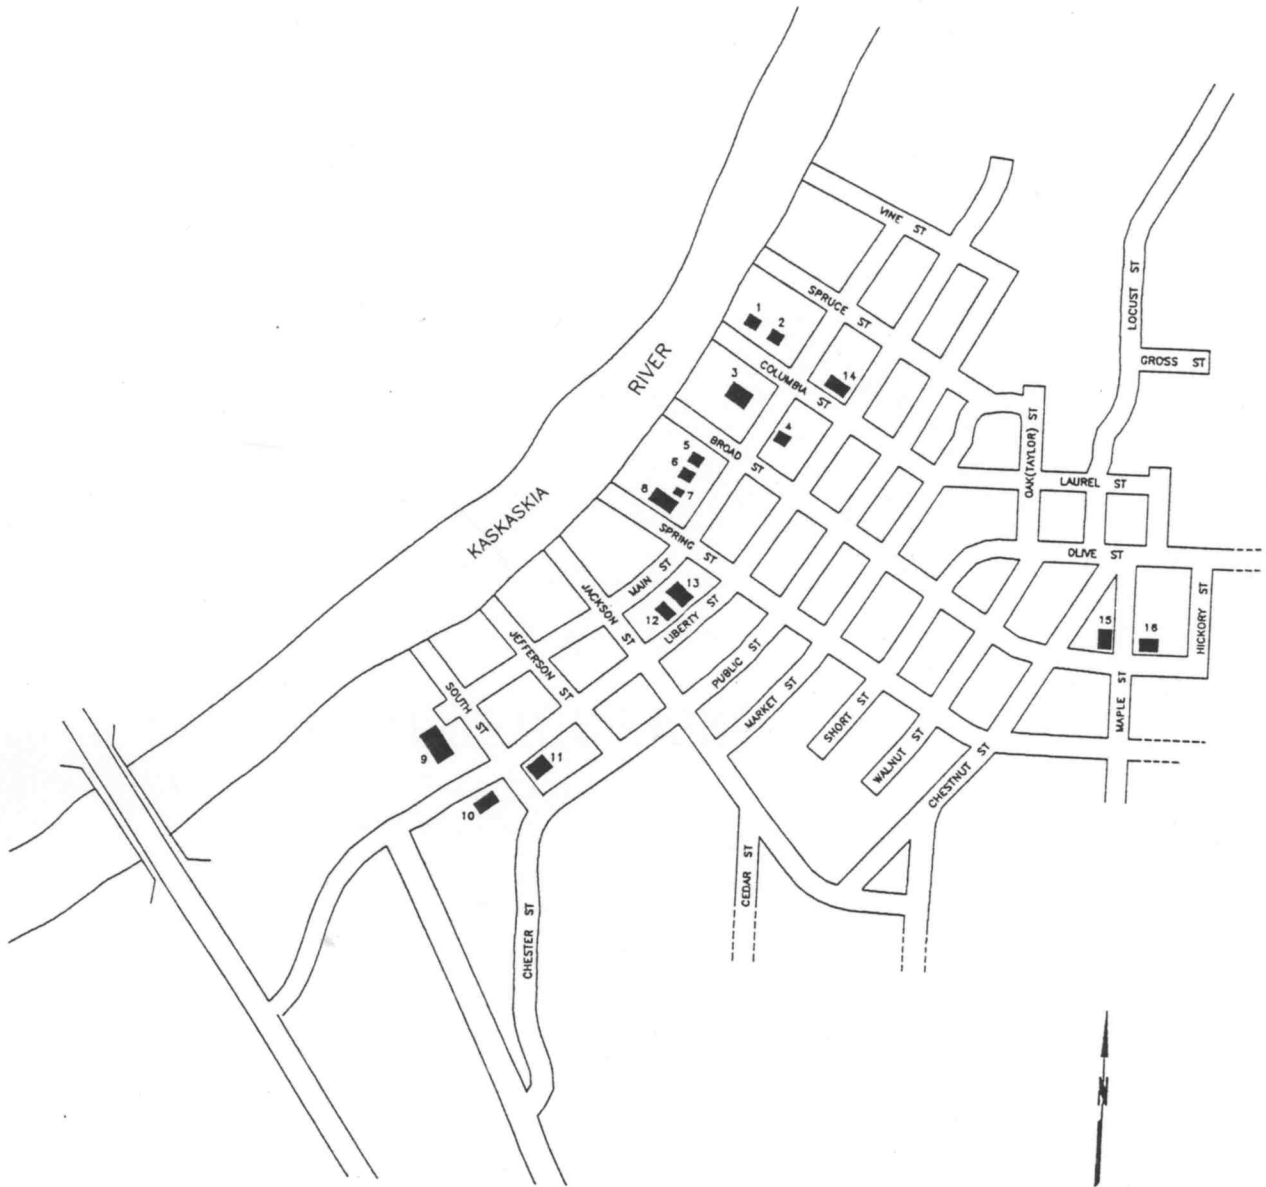 VINE ST
SPRUCE ST
LOCUST ST
GROSS ST
1
2
COLUMBIA ST
14
3
RIVER
4
BROAD ST
OAK(TAYLOR) ST
LAUREL ST
5
6
7
8
KASKASKIA
SPRING ST
OLIVE ST
MAIN ST
JACKSON ST
13
12
LIBERTY ST
HICKORY ST
15
16
JEFFERSON ST
PUBLIC ST
MARKET ST
SOUTH ST
SHORT ST
WALNUT ST
CHESTNUT ST
MAPLE ST
9
11
10
CEDAR ST
CHESTER ST
N